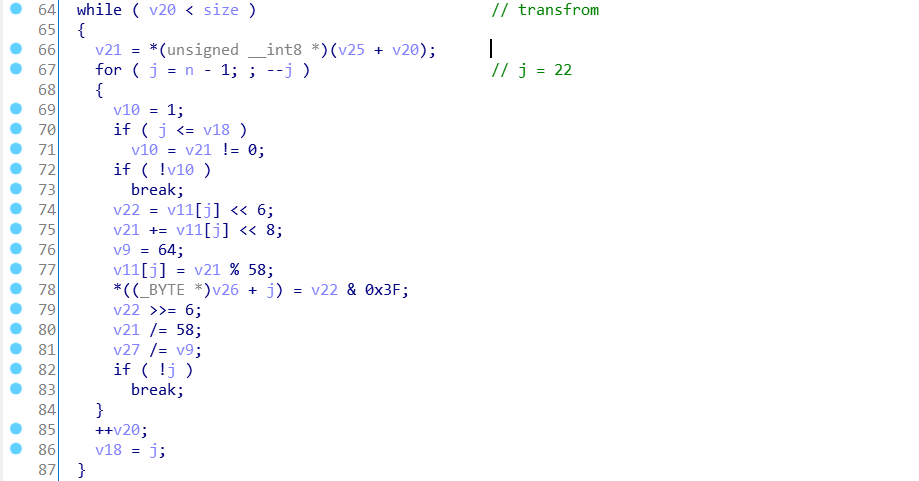 64 while ( v20 < size ) // transfrom
65 {
66 v21 = *(unsigned __int8 *)(v25 + v20);
67 for ( j = n - 1; ; --j ) // j = 22
68 {
69 v10 = 1;
70 if ( j <= v18 )
71 v10 = v21 != 0;
72 if ( !v10 )
73 break;
74 v22 = v11[j] << 6;
75 v21 += v11[j] << 8;
76 v9 = 64;
77 v11[j] = v21 % 58;
78 *((_BYTE *)v26 + j) = v22 & 0x3F;
79 v22 >>= 6;
80 v21 /= 58;
81 v27 /= v9;
82 if ( !j )
83 break;
84 }
85 ++v20;
86 v18 = j;
87 }